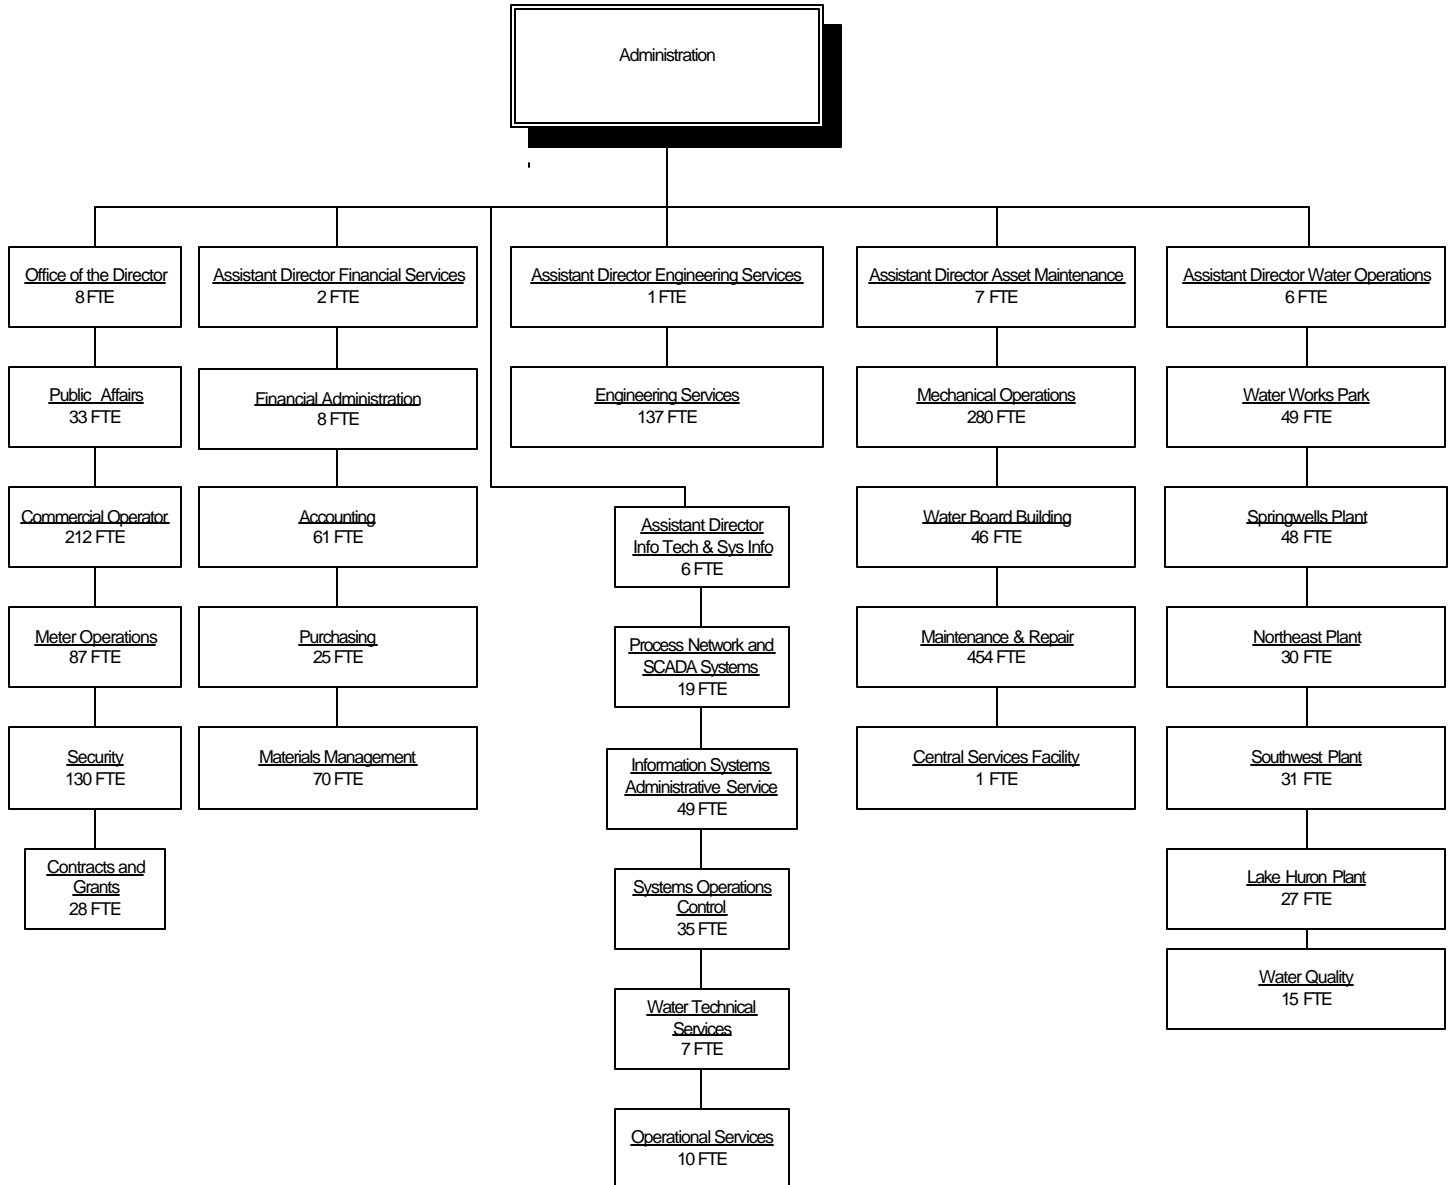 Administration
Office of the Director
8 FTE
Public Affairs
33 FTE
Commercial Operator
212 FTE
Meter Operations
87 FTE
Security
130 FTE
Contracts and
Grants
28 FTE
Assistant Director Financial Services
2 FTE
Financial Administration
8 FTE
Accounting
61 FTE
Purchasing
25 FTE
Materials Management
70 FTE
Assistant Director Engineering Services
1 FTE
Engineering Services
137 FTE
Assistant Director
Info Tech & Sys Info
6 FTE
Process Network and
SCADA Systems
19 FTE
Information Systems
Administrative Service
49 FTE
Systems Operations
Control
35 FTE
Water Technical
Services
7 FTE
Operational Services
10 FTE
Assistant Director Asset Maintenance
7 FTE
Mechanical Operations
280 FTE
Water Board Building
46 FTE
Maintenance & Repair
454 FTE
Central Services Facility
1 FTE
Assistant Director Water Operations
6 FTE
Water Works Park
49 FTE
Springwells Plant
48 FTE
Northeast Plant
30 FTE
Southwest Plant
31 FTE
Lake Huron Plant
27 FTE
Water Quality
15 FTE